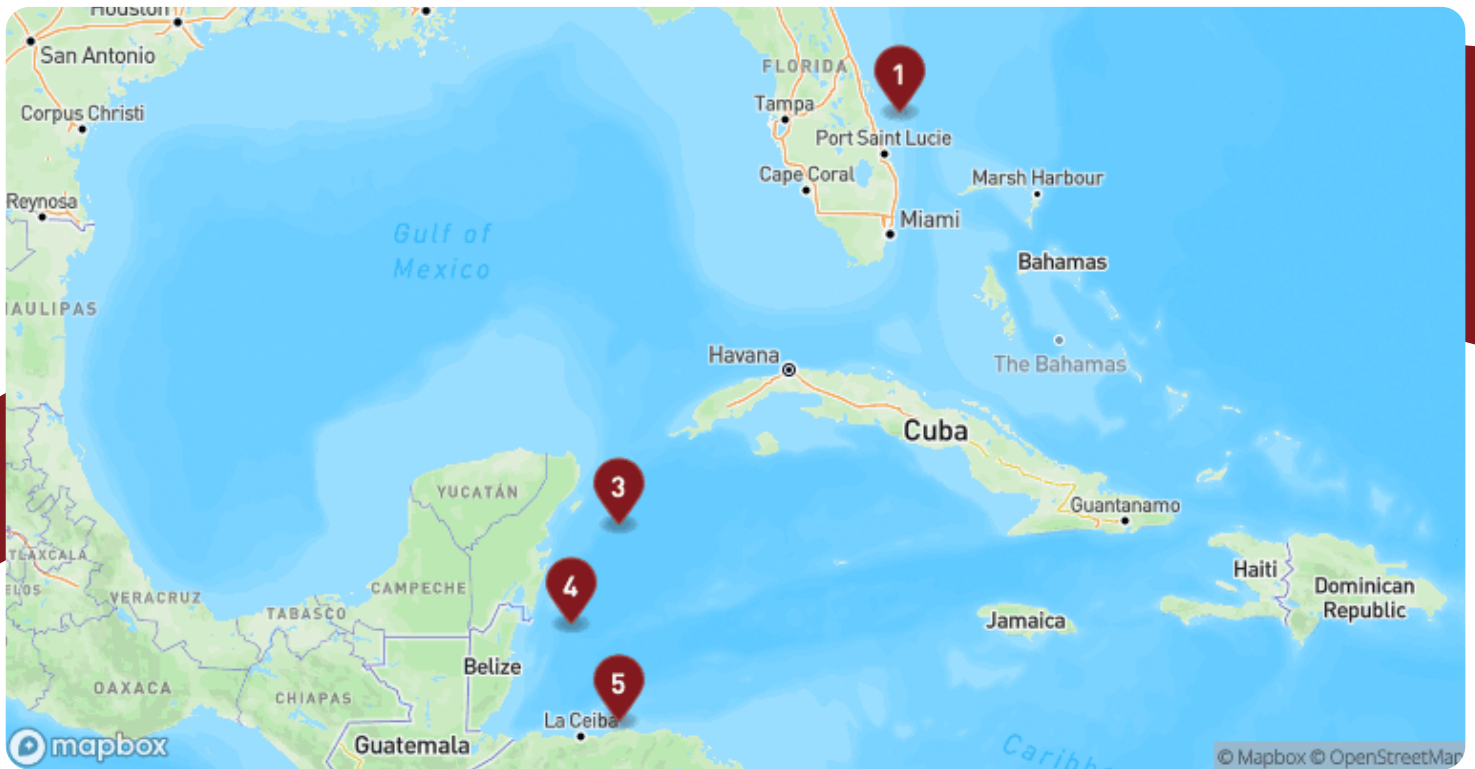 Houston
San Antonio
FLORIDA
1
Tampa
Corpus Christi
Port Saint Lucie
Cape Coral
Marsh Harbour
Reynosa
Miami
Gulf of
Mexico
Bahamas
The Bahamas
Havana
Cuba
3
YUCATÁN
Guantanamo
4
CAMPECHE
VERACRUZ
TABASCO
Haiti
Dominican
Republic
Jamaica
Belize
5
OAXACA
CHIAPAS
La Ceiba
Guatemala
mapbox
© Mapbox © OpenStreetMap